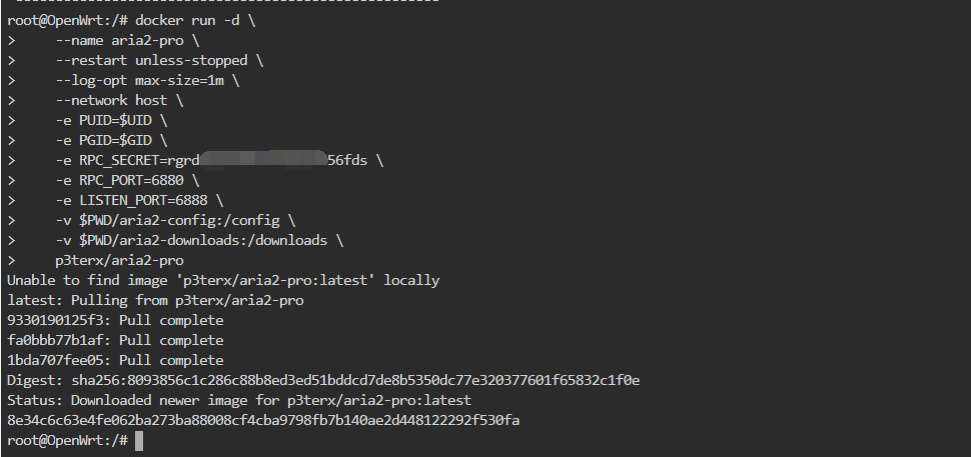 root@OpenWrt:/# docker run -d \
>     --name aria2-pro \
>     --restart unless-stopped \
>     --log-opt max-size=1m \
>     --network host \
>     -e PUID=$UID \
>     -e PGID=$GID \
>     -e RPC_SECRET=rgrd 56fds \
>     -e RPC_PORT=6880 \
>     -e LISTEN_PORT=6888 \
>     -v $PWD/aria2-config:/config \
>     -v $PWD/aria2-downloads:/downloads \
>     p3terx/aria2-pro
Unable to find image 'p3terx/aria2-pro:latest' locally
latest: Pulling from p3terx/aria2-pro
9330190125f3: Pull complete
fa0bbb77b1af: Pull complete
1bda707fee05: Pull complete
Digest: sha256:8093856c1c286c88b8ed3ed51bddcd7de8b5350dc77e320377601f65832c1f0e
Status: Downloaded newer image for p3terx/aria2-pro:latest
8e34c6c63e4fe062ba273ba88008cf4cba9798fb7b140ae2d448122292f530fa
root@OpenWrt:/#